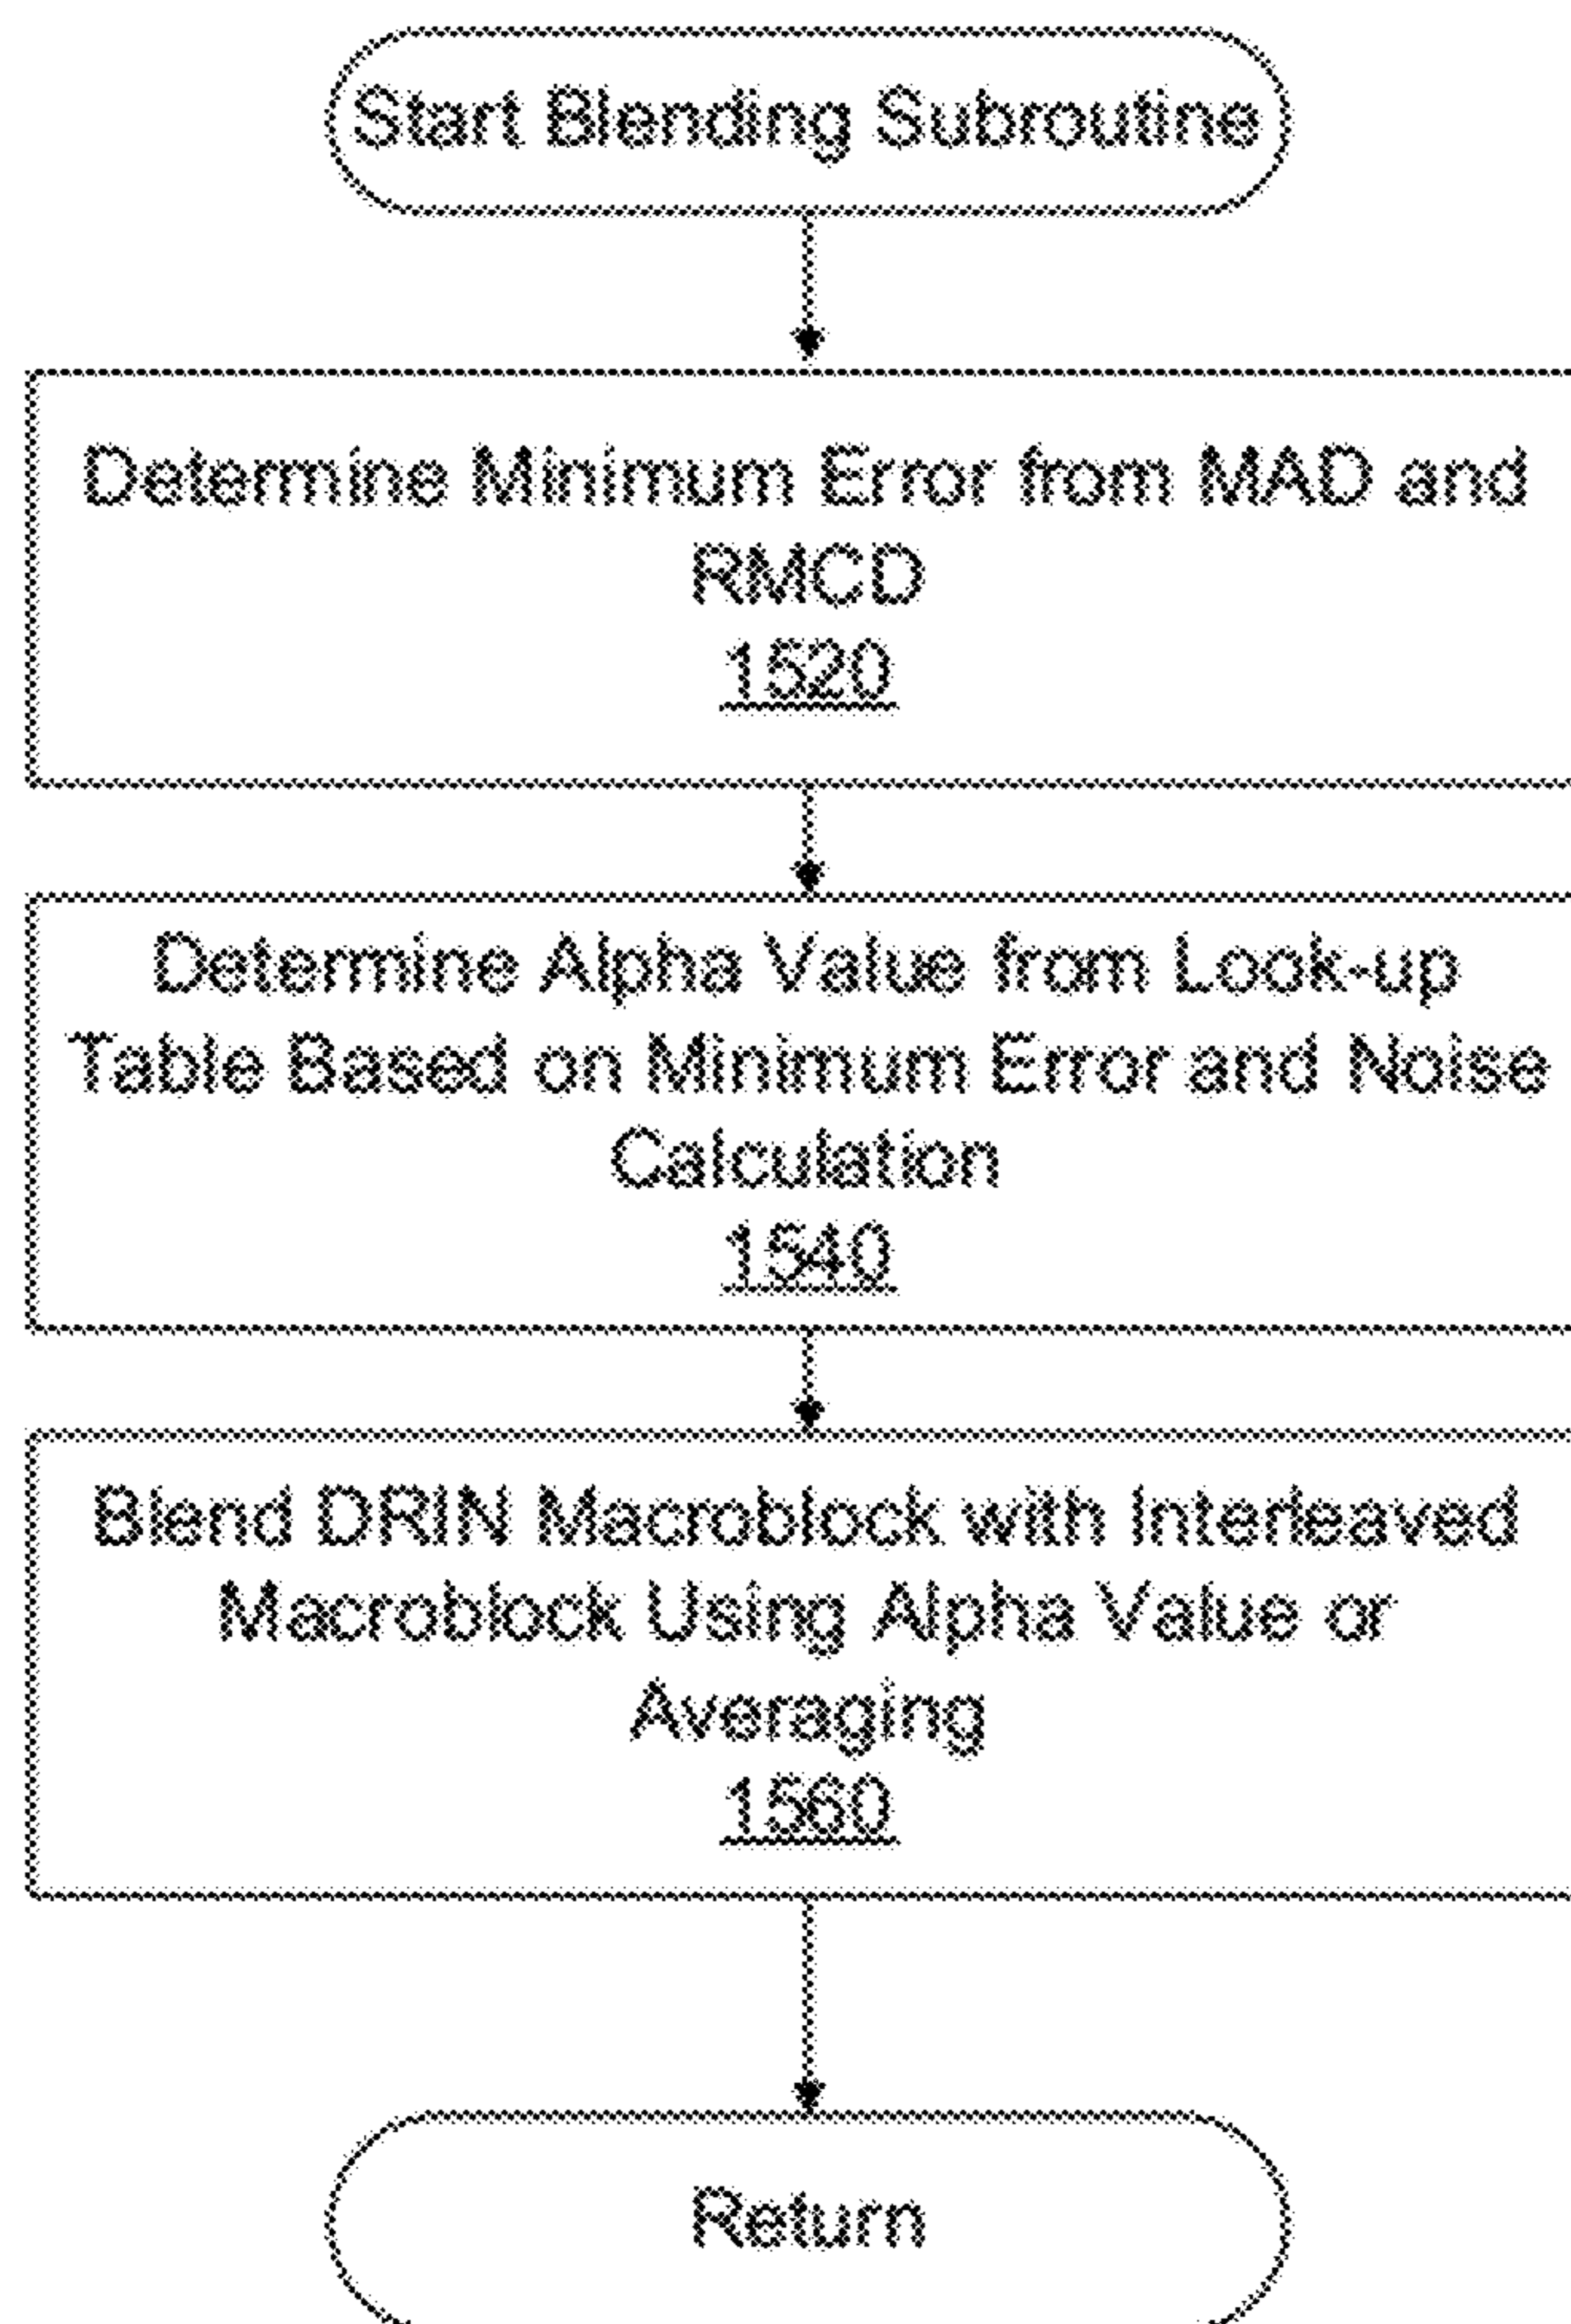 Start Blending Subroutine
Determine Minimum Error from MAD and
RMCD
1520
Determine Alpha Value from Look-up
Table Based on Minimum Error and Noise
Calculation
1540
Blend DRIN Macroblock with Interleaved
Macroblock Using Alpha Value or
Averaging
1560
Return